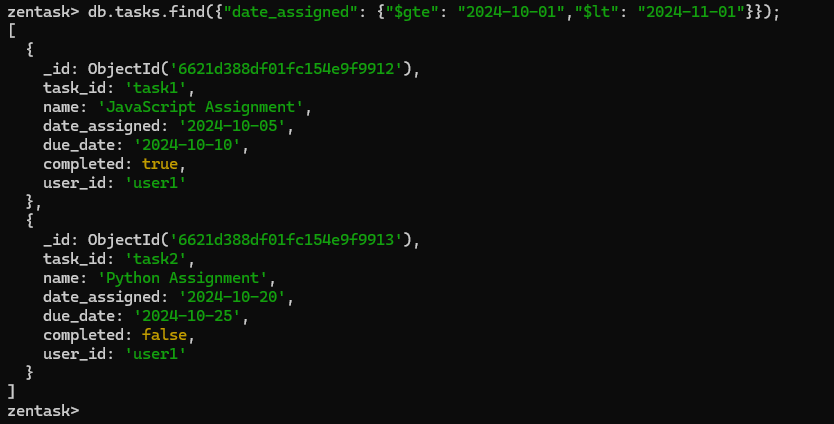 zentask> db.tasks.find({"date_assigned": {"$gte": "2024-10-01","$lt": "2024-11-01"}});
[
  {
    _id: ObjectId('6621d388df01fc154e9f9912'),
    task_id: 'task1',
    name: 'JavaScript Assignment',
    date_assigned: '2024-10-05',
    due_date: '2024-10-10',
    completed: true,
    user_id: 'user1'
  },
  {
    _id: ObjectId('6621d388df01fc154e9f9913'),
    task_id: 'task2',
    name: 'Python Assignment',
    date_assigned: '2024-10-20',
    due_date: '2024-10-25',
    completed: false,
    user_id: 'user1'
  }
]
zentask>